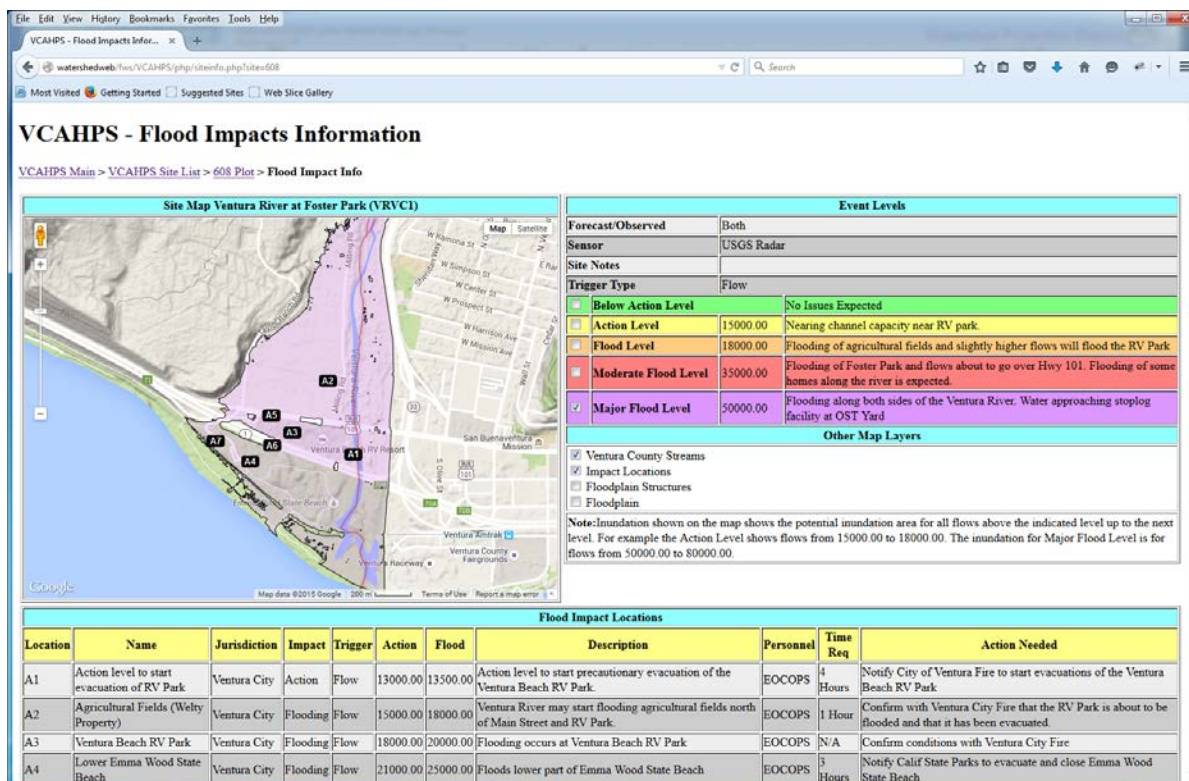 File Edit View History Bookmarks Favorites Tools Help
VCAHPS - Flood Impacts Infor... × +
watershedweb/fws/VCAHPS/php/siteinfo.php?site=608
Search
Most Visited Getting Started Suggested Sites Web Slice Gallery
VCAHPS - Flood Impacts Information
VCAHPS Main > VCAHPS Site List > 608 Plot > Flood Impact Info
Site Map Ventura River at Foster Park (VRVC1)
Map Satellite
W Ramona St
W Simpson St
W Center St
W Prospect St
W Harrison Ave
W Mission Ave
Cedar St
Wall St
E Ram
A2
A5
A3
A6
A7
A4
A1
33
101
1
Ventura RV Resort
San Buenaventura
Mission
S Olive St
State Beach
70A
70B
Ventura Amtrak
Ventura County
Fairgrounds
Ventura Raceway
Google
Map data ©2015 Google 200 m Terms of Use Report a map error
Event Levels
Forecast/Observed Both
Sensor USGS Radar
Site Notes
Trigger Type Flow
Below Action Level No Issues Expected
Action Level 15000.00 Nearing channel capacity near RV park.
Flood Level 18000.00 Flooding of agricultural fields and slightly higher flows will flood the RV Park
Moderate Flood Level 35000.00 Flooding of Foster Park and flows about to go over Hwy 101. Flooding of some
homes along the river is expected.
Major Flood Level 50000.00 Flooding along both sides of the Ventura River. Water approaching stoplog
facility at OST Yard
Other Map Layers
Ventura County Streams
Impact Locations
Floodplain Structures
Floodplain
Note:Inundation shown on the map shows the potential inundation area for all flows above the indicated level up to the next
level. For example the Action Level shows flows from 15000.00 to 18000.00. The inundation for Major Flood Level is for
flows from 50000.00 to 80000.00.
Flood Impact Locations
Location Name Jurisdiction Impact Trigger Action Flood Description Personnel Time Req Action Needed
A1 Action level to start evacuation of RV Park Ventura City Action Flow 13000.00 13500.00 Action level to start precautionary evacuation of the Ventura Beach RV Park. EOCOPS 4 Hours Notify City of Ventura Fire to start evacuations of the Ventura Beach RV Park
A2 Agricultural Fields (Welty Property) Ventura City Flooding Flow 15000.00 18000.00 Ventura River may start flooding agricultural fields north of Main Street and RV Park. EOCOPS 1 Hour Confirm with Ventura City Fire that the RV Park is about to be flooded and that it has been evacuated.
A3 Ventura Beach RV Park Ventura City Flooding Flow 18000.00 20000.00 Flooding occurs at Ventura Beach RV Park EOCOPS N/A Confirm conditions with Ventura City Fire
A4 Lower Emma Wood State Beach Ventura City Flooding Flow 21000.00 25000.00 Floods lower part of Emma Wood State Beach EOCOPS 3 Hours Notify Calif State Parks to evacuate and close Emma Wood State Beach